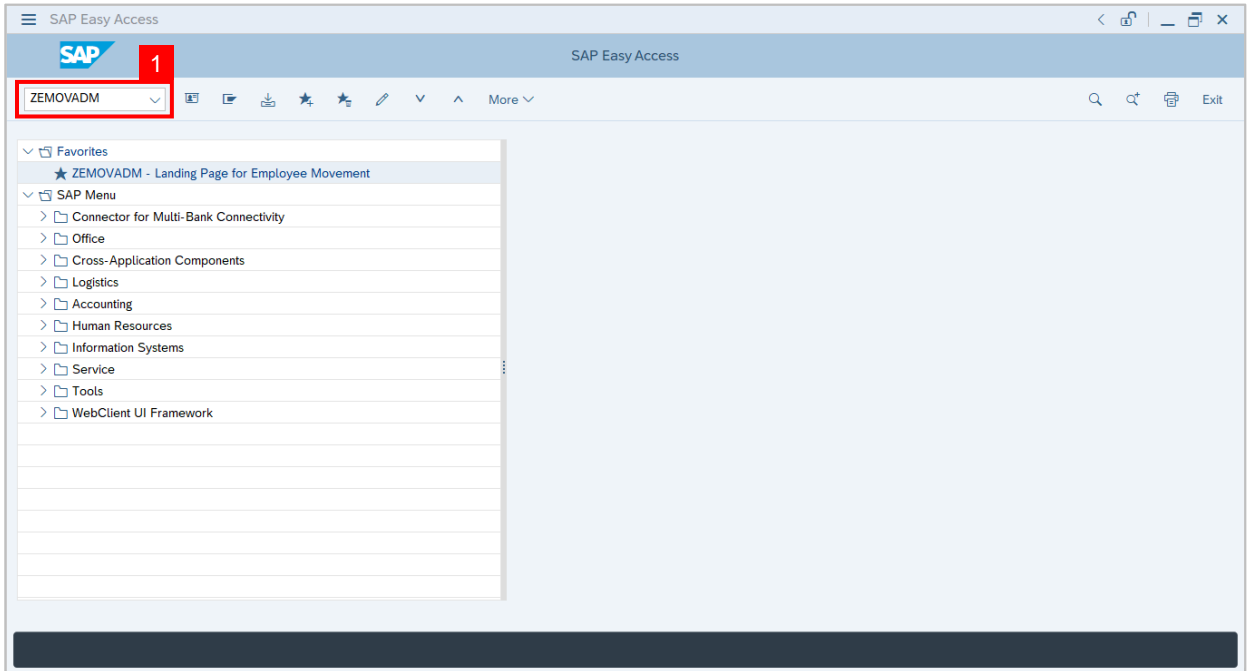 SAP Easy Access
SAP
SAP Easy Access
1
ZEMOVADM
More
Exit
Favorites
ZEMOVADM - Landing Page for Employee Movement
SAP Menu
Connector for Multi-Bank Connectivity
Office
Cross-Application Components
Logistics
Accounting
Human Resources
Information Systems
Service
Tools
WebClient UI Framework